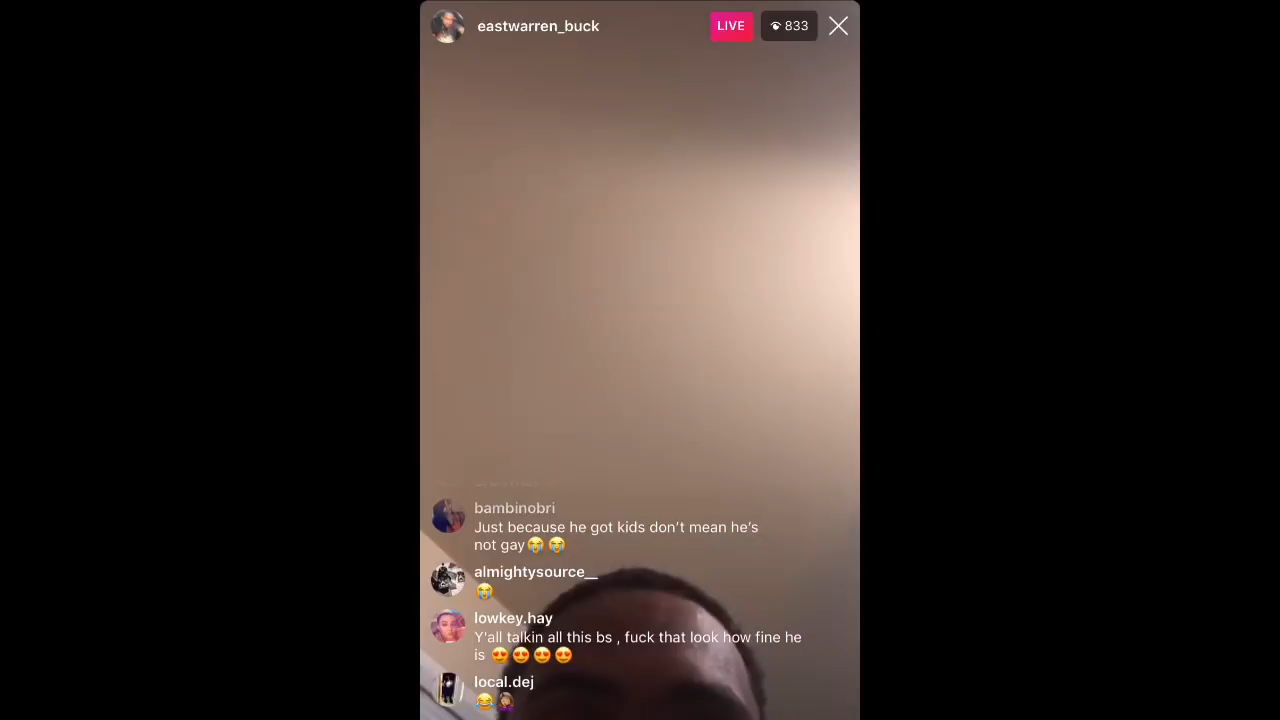 eastwarren_buck LIVE 833
bambinobri
Just because he got kids don’t mean he’s
not gay😭😭
almightysource__
😭
lowkey.hay
Y'all talkin all this bs , fuck that look how fine he
is 😍😍😍😍
local.dej
😂🤦🏽‍♀️